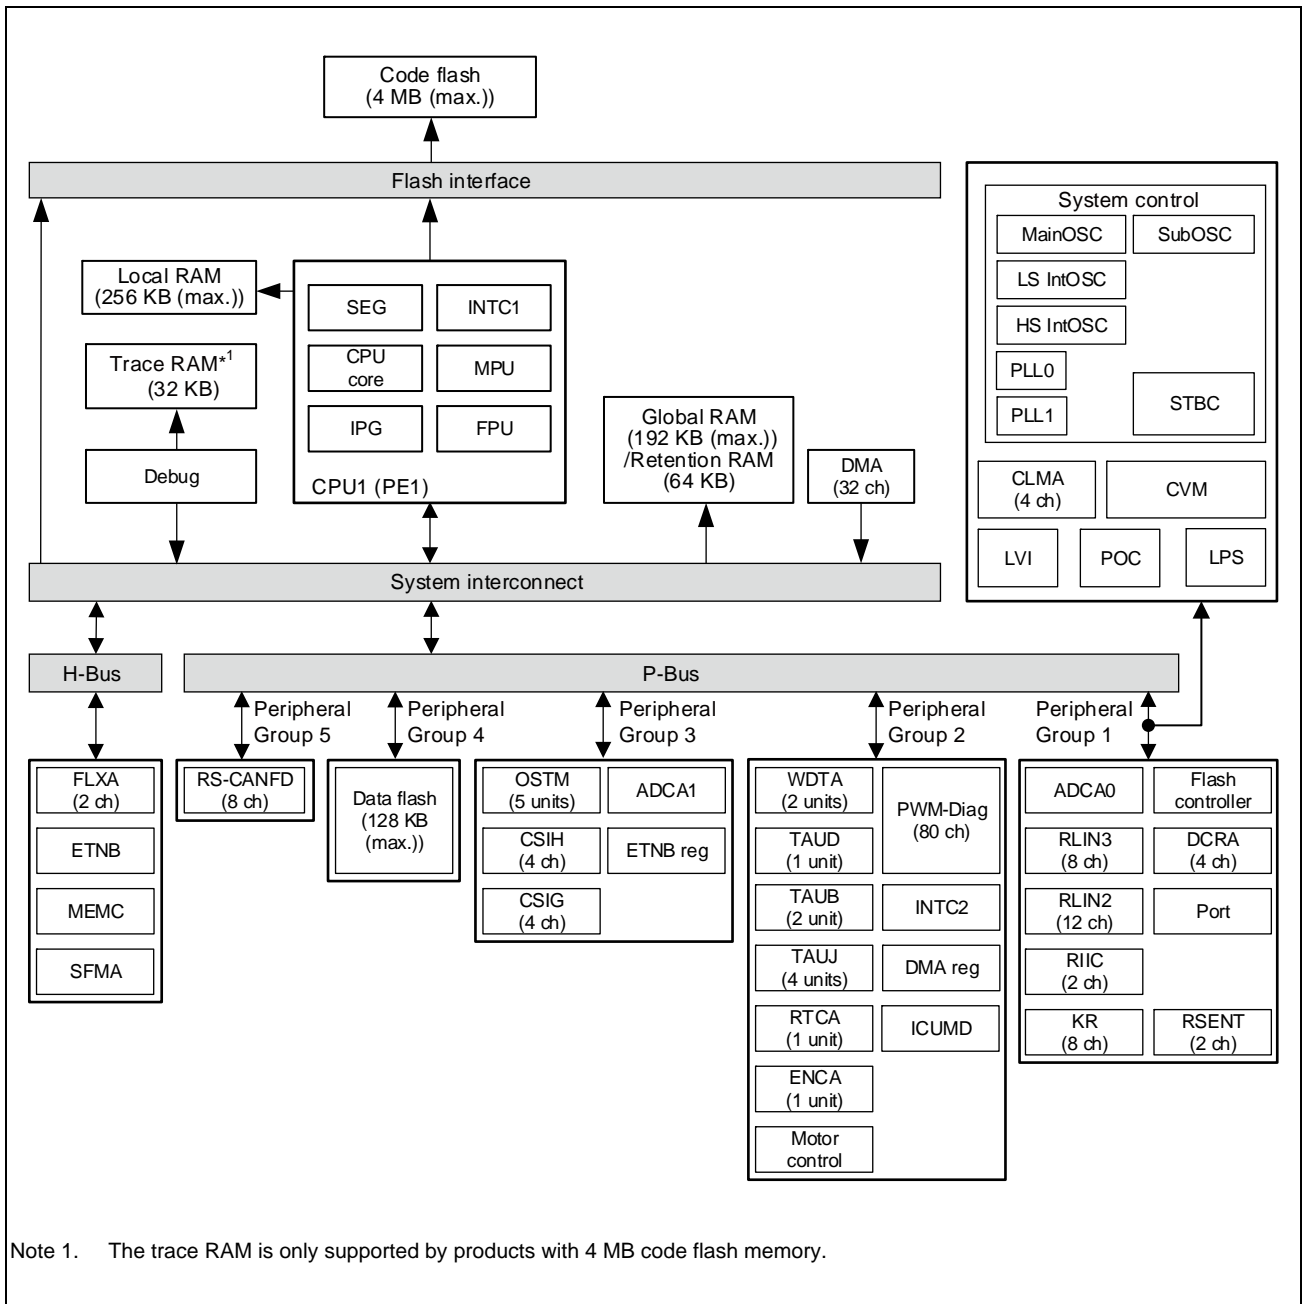 Code flash
(4 MB (max.))
Flash interface
Local RAM
(256 KB (max.))
SEG
INTC1
CPU
core
MPU
IPG
FPU
CPU1 (PE1)
Trace RAM*1
(32 KB)
Debug
Global RAM
(192 KB (max.))
/Retention RAM
(64 KB)
DMA
(32 ch)
System interconnect
System control
MainOSC
SubOSC
LS IntOSC
HS IntOSC
PLL0
PLL1
STBC
CLMA
(4 ch)
CVM
LVI
POC
LPS
H-Bus
P-Bus
Peripheral
Group 5
Peripheral
Group 4
Peripheral
Group 3
Peripheral
Group 2
Peripheral
Group 1
FLXA
(2 ch)
ETNB
MEMC
SFMA
RS-CANFD
(8 ch)
Data flash
(128 KB
(max.))
OSTM
(5 units)
ADCA1
CSIH
(4 ch)
ETNB reg
CSIG
(4 ch)
WDTA
(2 units)
PWM-Diag
(80 ch)
TAUD
(1 unit)
TAUB
(2 unit)
INTC2
TAUJ
(4 units)
DMA reg
RTCA
(1 unit)
ICUMD
ENCA
(1 unit)
Motor
control
ADCA0
Flash
controller
RLIN3
(8 ch)
DCRA
(4 ch)
RLIN2
(12 ch)
Port
RIIC
(2 ch)
KR
(8 ch)
RSENT
(2 ch)
Note 1. The trace RAM is only supported by products with 4 MB code flash memory.